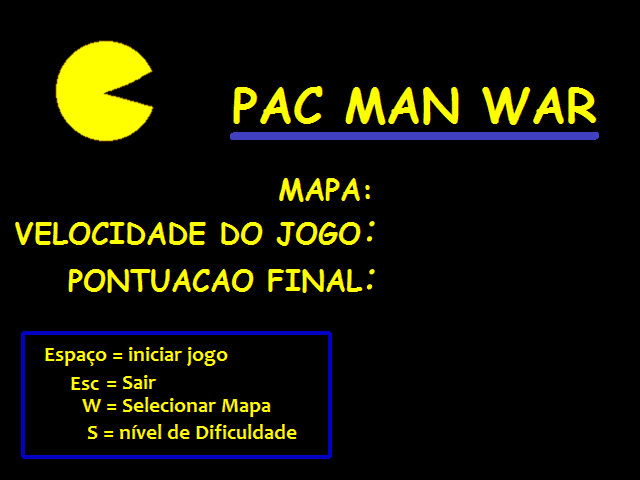 PAC MAN WAR
MAPA:
VELOCIDADE DO JOGO:
PONTUACAO FINAL:
Espaço = iniciar jogo
Esc = Sair
W = Selecionar Mapa
S = nível de Dificuldade